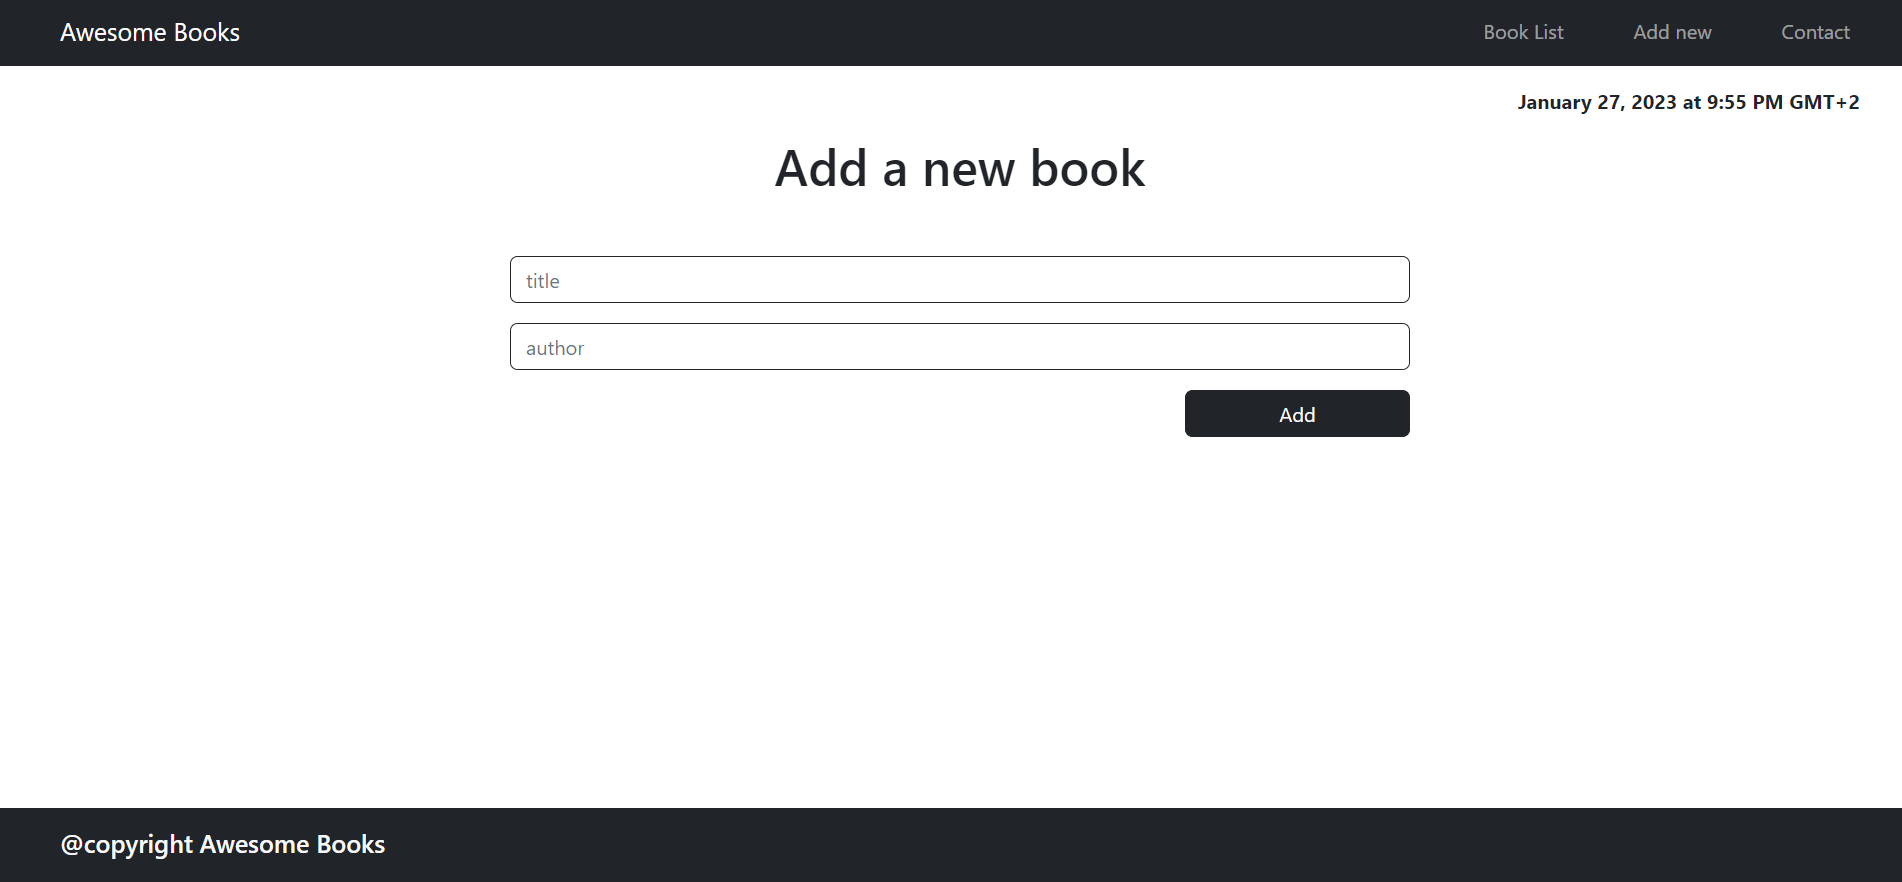 Awesome Books Book List Add new Contact
January 27, 2023 at 9:55 PM GMT+2
Add a new book
title
author
Add
@copyright Awesome Books